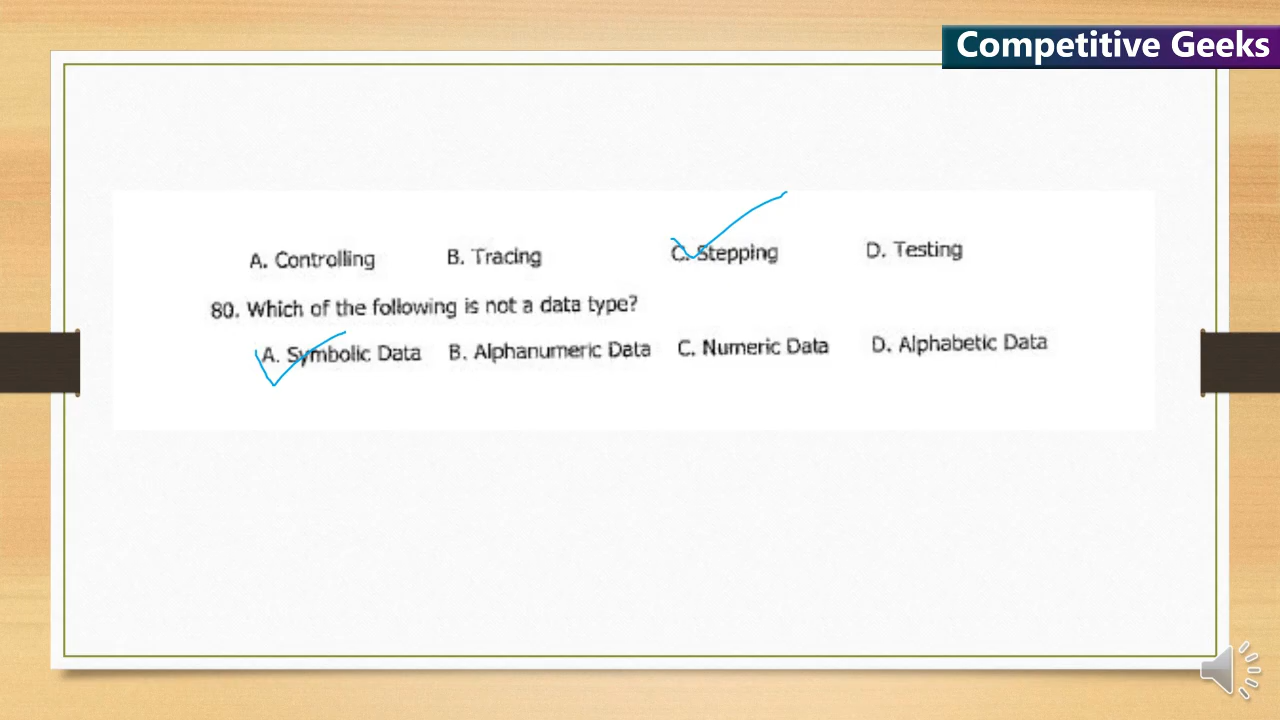 Competitive Geeks
A. Controlling B. Tracing C. Stepping D. Testing
80. Which of the following is not a data type?
A. Symbolic Data B. Alphanumeric Data C. Numeric Data D. Alphabetic Data